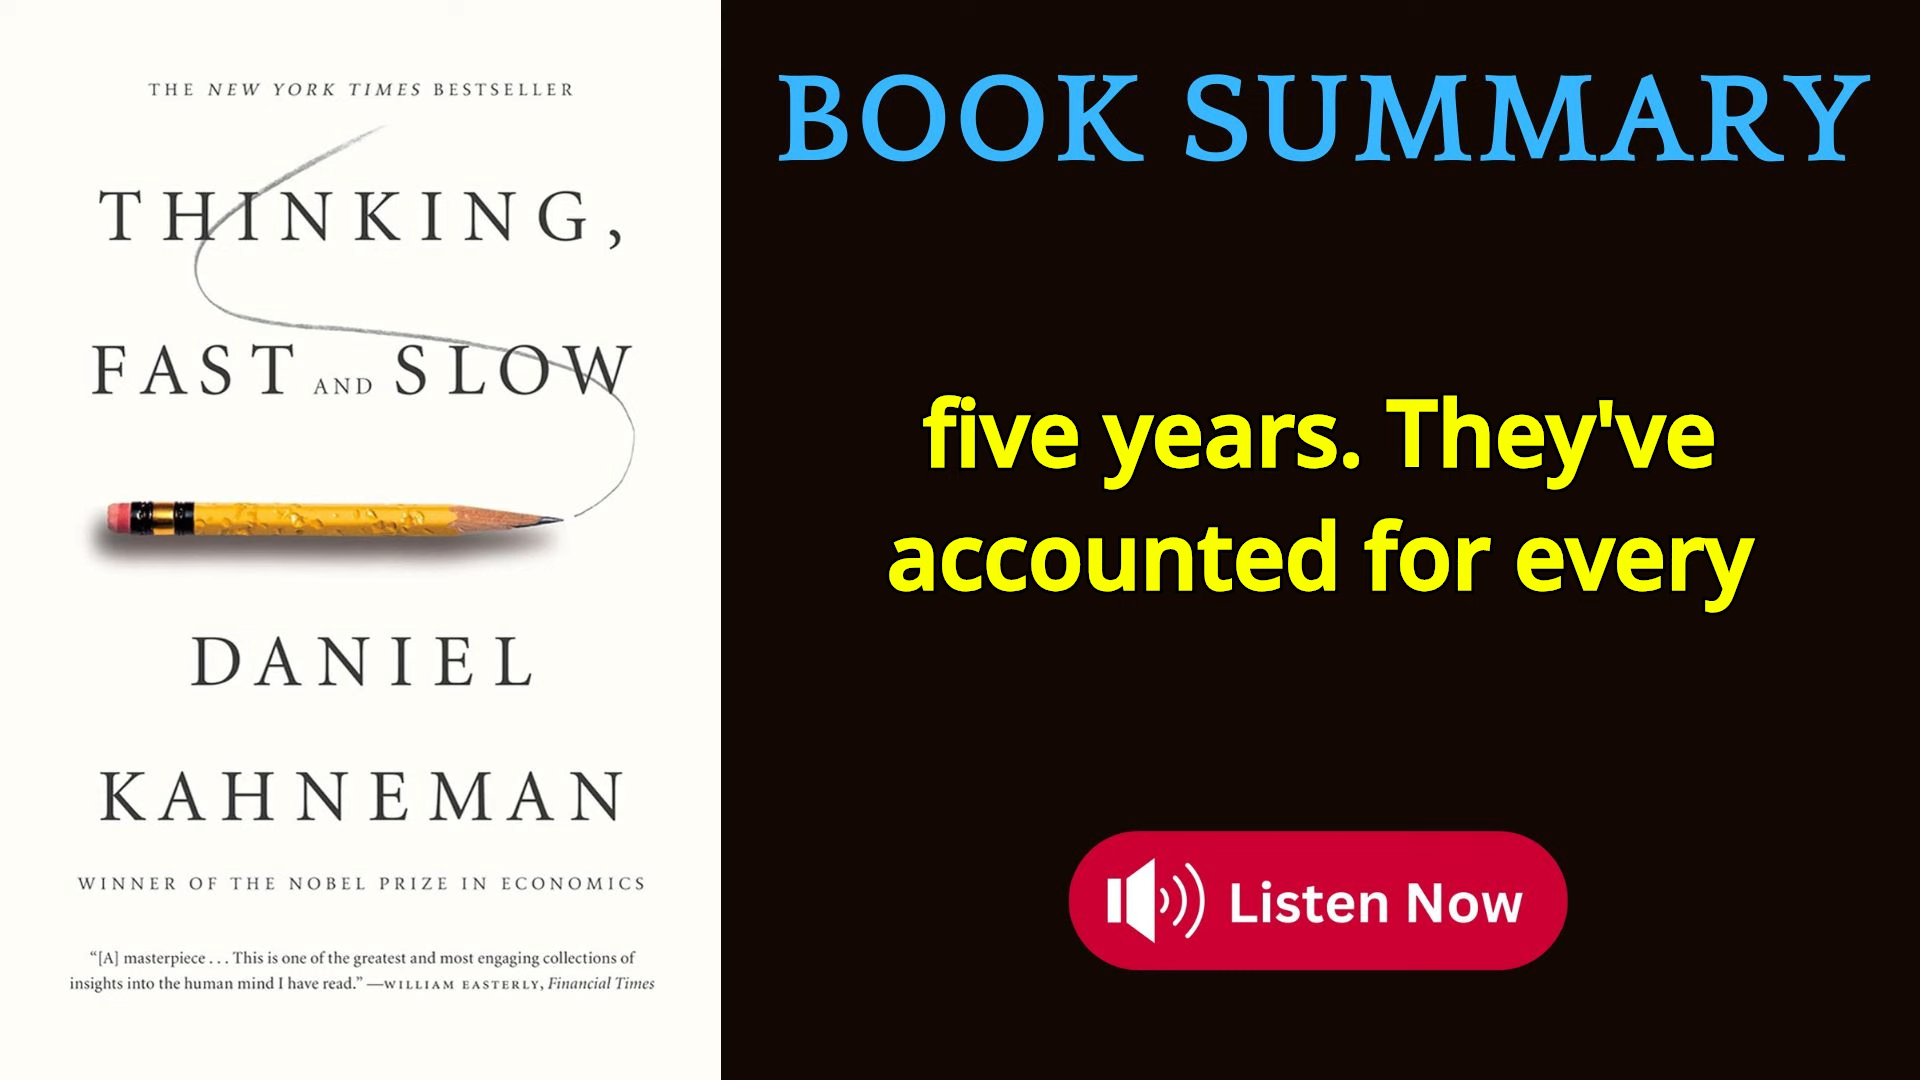 THE NEW YORK TIMES BESTSELLER
THINKING,
FAST AND SLOW
DANIEL
KAHNEMAN
WINNER OF THE NOBEL PRIZE IN ECONOMICS
“[A] masterpiece . . . This is one of the greatest and most engaging collections of
insights into the human mind I have read.” —WILLIAM EASTERLY, Financial Times
BOOK SUMMARY
five years. They've
accounted for every
Listen Now